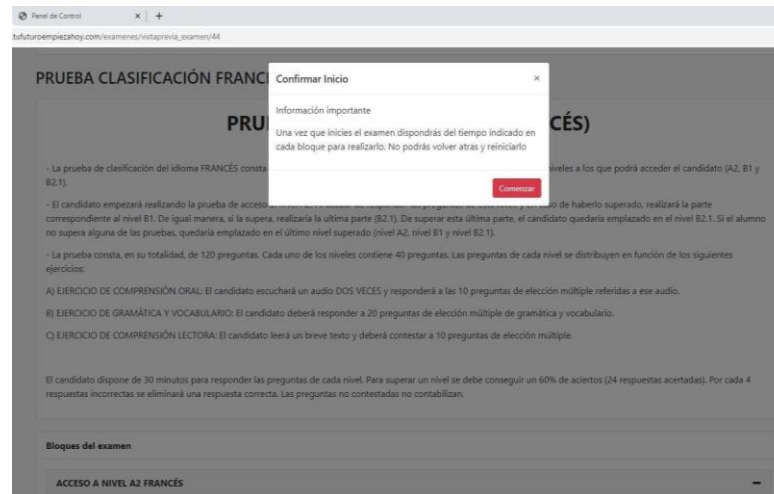 Panel de Control
tufuturoempiezahoy.com/examenes/vistaprevia_examen/44
PRUEBA CLASIFICACIÓN FRANC
Confirmar Inicio
×
Información importante
Una vez que inicies el examen dispondrás del tiempo indicado en
cada bloque para realizarlo. No podrás volver atras y reiniciarlo
Comenzar
PRU
CÉS)
- La prueba de clasificación del idioma FRANCÉS consta niveles a los que podrá acceder el candidato (A2, B1 y
B2.1).
- El candidato empezará realizando la prueba de acceso de haberlo superado, realizará la parte
correspondiente al nivel B1. De igual manera, si la supera, realizaría la ultima parte (B2.1). De superar esta última parte, el candidato quedaría emplazado en el nivel B2.1. Si el alumno
no supera alguna de las pruebas, quedaría emplazado en el último nivel superado (nivel A2, nivel B1 y nivel B2.1).
- La prueba consta, en su totalidad, de 120 preguntas. Cada uno de los niveles contiene 40 preguntas. Las preguntas de cada nivel se distribuyen en función de los siguientes
ejercicios:
A) EJERCICIO DE COMPRENSIÓN ORAL: El candidato escuchará un audio DOS VECES y responderá a las 10 preguntas de elección múltiple referidas a ese audio.
B) EJERCICIO DE GRAMÁTICA Y VOCABULARIO: El candidato deberá responder a 20 preguntas de elección múltiple de gramática y vocabulario.
C) EJERCICIO DE COMPRENSIÓN LECTORA: El candidato leerá un breve texto y deberá contestar a 10 preguntas de elección múltiple.
El candidato dispone de 30 minutos para responder las preguntas de cada nivel. Para superar un nivel se debe conseguir un 60% de aciertos (24 respuestas acertadas). Por cada 4
respuestas incorrectas se eliminará una respuesta correcta. Las preguntas no contestadas no contabilizan.
Bloques del examen
ACCESO A NIVEL A2 FRANCÉS